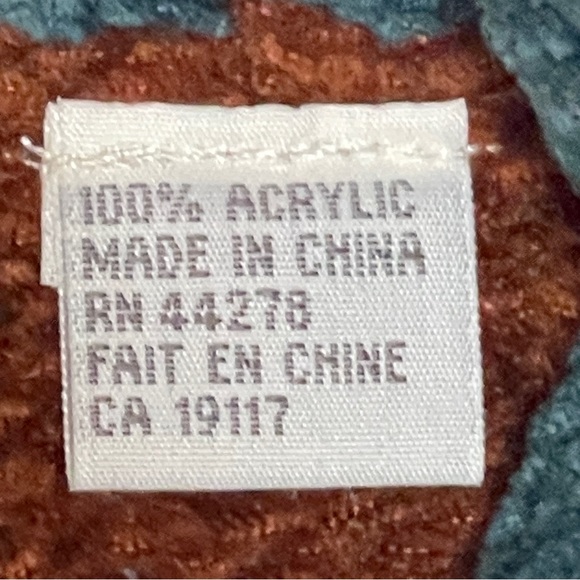 100% ACRYLIC
MADE IN CHINA
RN 44278
FAIT EN CHINE
CA 19117